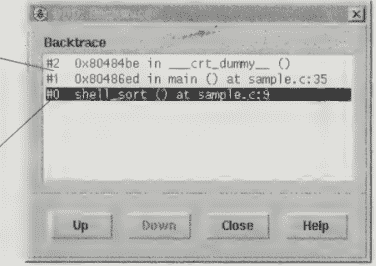 Backtrace
#2 0x80484be in ___crt_dummy__ ()
#1 0x80486ed in main () at sample.c:35
#0 shell_sort () at sample.c:9
Up Down Close Help